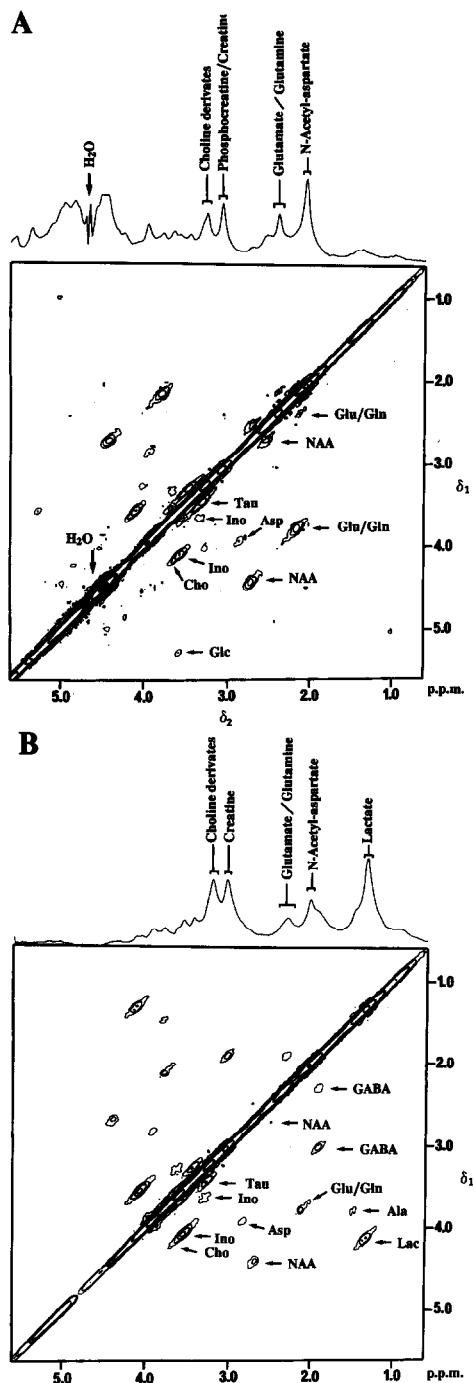 A
H₂O
Choline derivates
Phosphocreatine/Creatine
Glutamate/Glutamine
N-Acetyl-aspartate
1.0
2.0
Glu/Gln
NAA
3.0
δ₁
Tau
Ino
Asp
Glu/Gln
H₂O
4.0
Ino
Cho
NAA
5.0
Glc
5.0 4.0 3.0 2.0 1.0 p.p.m.
δ₂
B
Choline derivates
Creatine
Glutamate/Glutamine
N-Acetyl-aspartate
Lactate
1.0
2.0
GABA
NAA
3.0
GABA
δ₁
Tau
Glu/Gln
Ino
Ala
Asp
4.0
Ino
Lac
Cho
NAA
5.0
5.0 4.0 3.0 2.0 1.0 p.p.m.